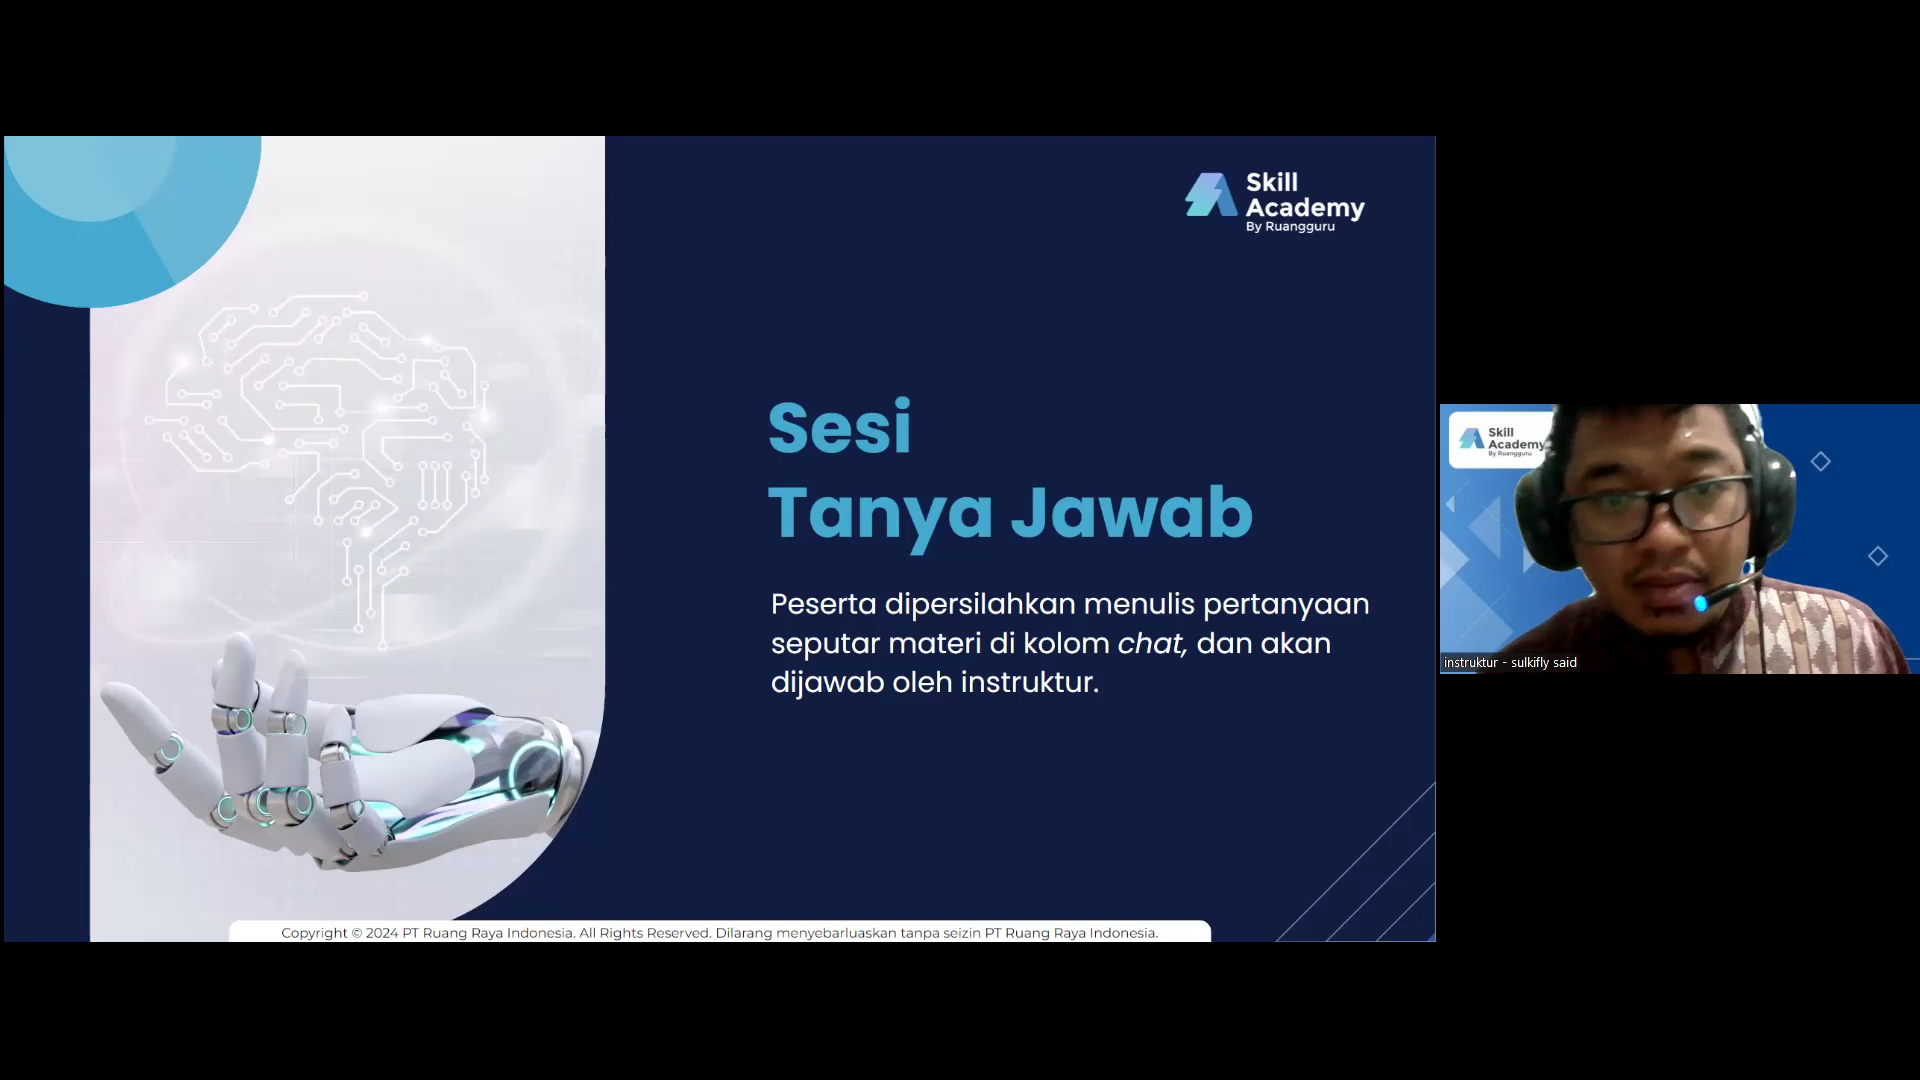 Skill
Academy
By Ruangguru
Sesi
Tanya Jawab
Peserta dipersilahkan menulis pertanyaan
seputar materi di kolom chat, dan akan
dijawab oleh instruktur.
Copyright © 2024 PT Ruang Raya Indonesia. All Rights Reserved. Dilarang menyebarluaskan tanpa seizin PT Ruang Raya Indonesia.
Skill
Academy
By Ruangguru
instruktur - sulkifly said